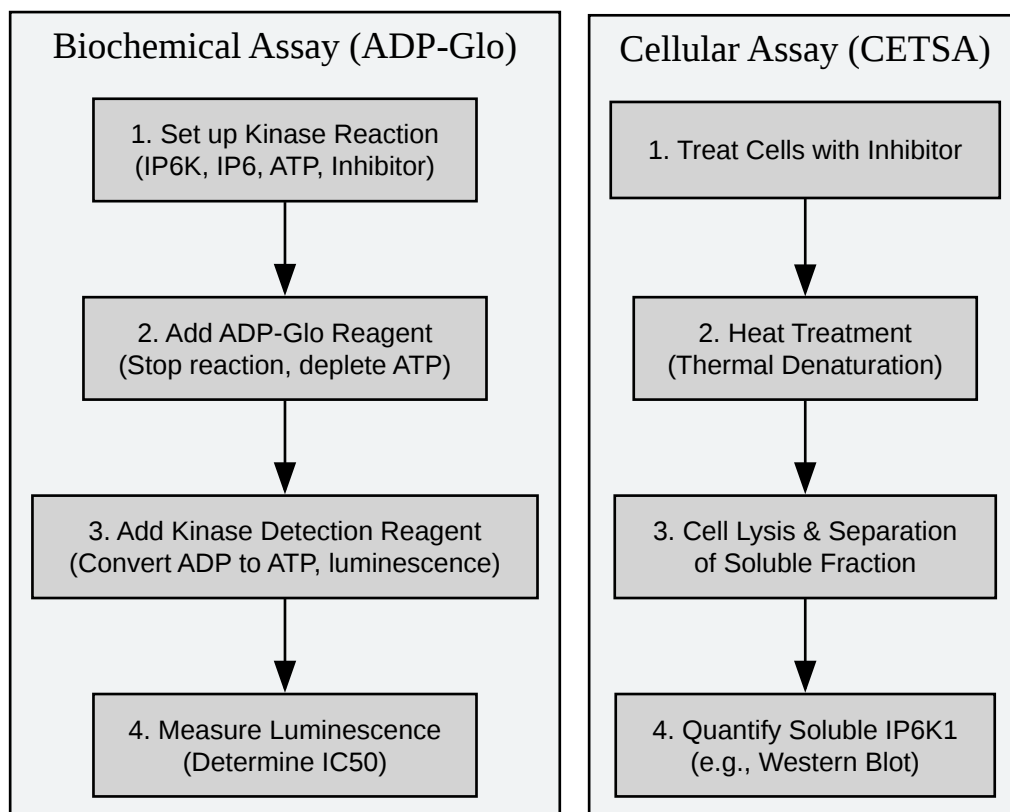 Biochemical Assay (ADP-Glo)
1. Set up Kinase Reaction
(IP6K, IP6, ATP, Inhibitor)
2. Add ADP-Glo Reagent
(Stop reaction, deplete ATP)
3. Add Kinase Detection Reagent
(Convert ADP to ATP, luminescence)
4. Measure Luminescence
(Determine IC50)
Cellular Assay (CETSA)
1. Treat Cells with Inhibitor
2. Heat Treatment
(Thermal Denaturation)
3. Cell Lysis & Separation
of Soluble Fraction
4. Quantify Soluble IP6K1
(e.g., Western Blot)